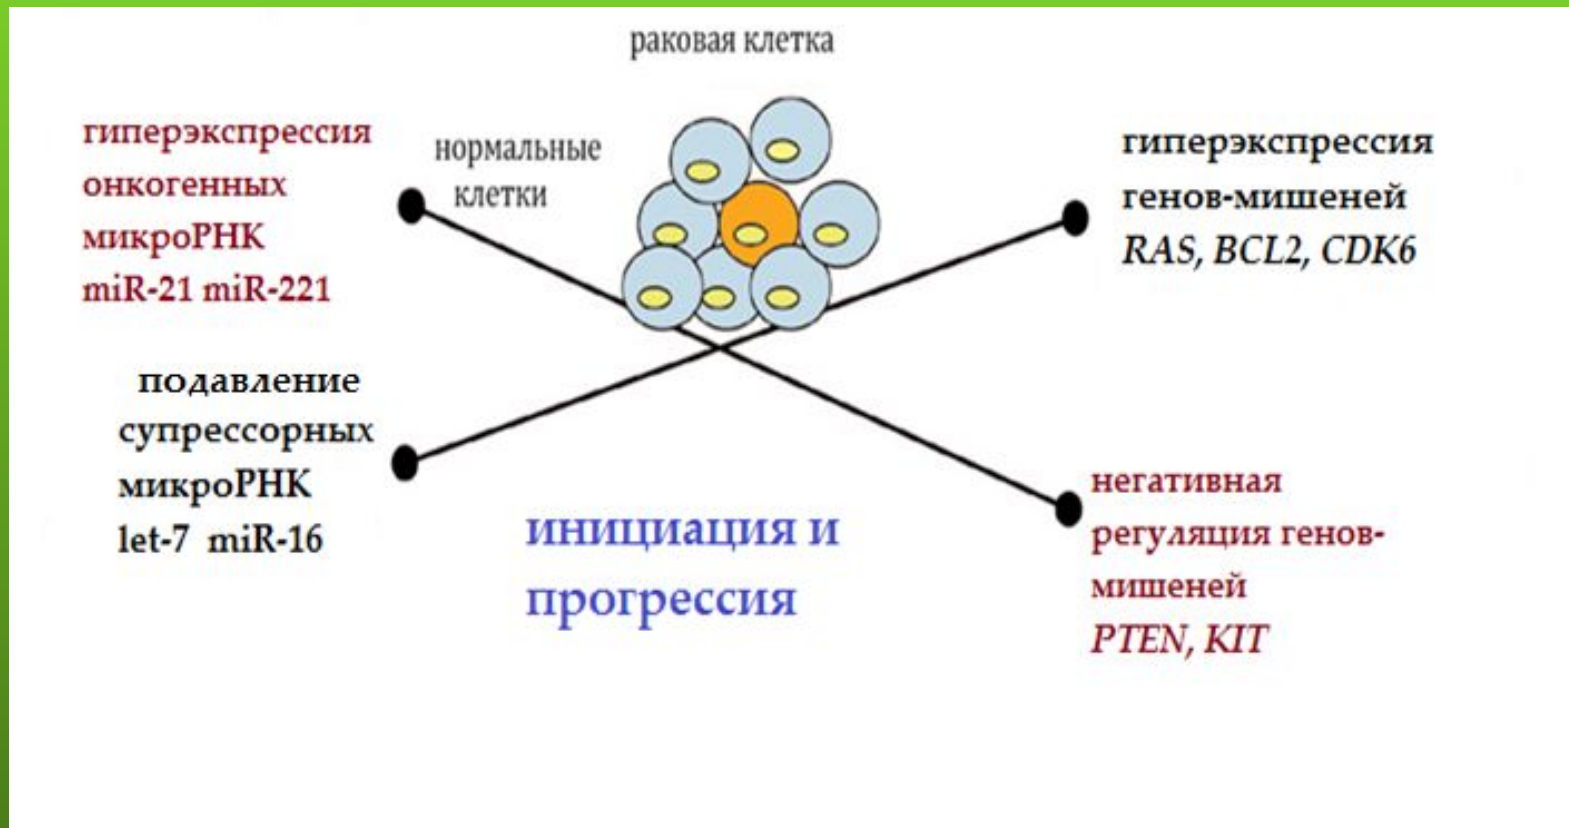 раковая клетка
гиперэкспрессия
онкогенных
микроРНК
miR-21 miR-221
нормальные
клетки
гиперэкспрессия
генов-мишеней
RAS, BCL2, CDK6
подавление
супрессорных
микроРНК
let-7 miR-16
инициация и
прогрессия
негативная
регуляция генов-
мишеней
PTEN, KIT